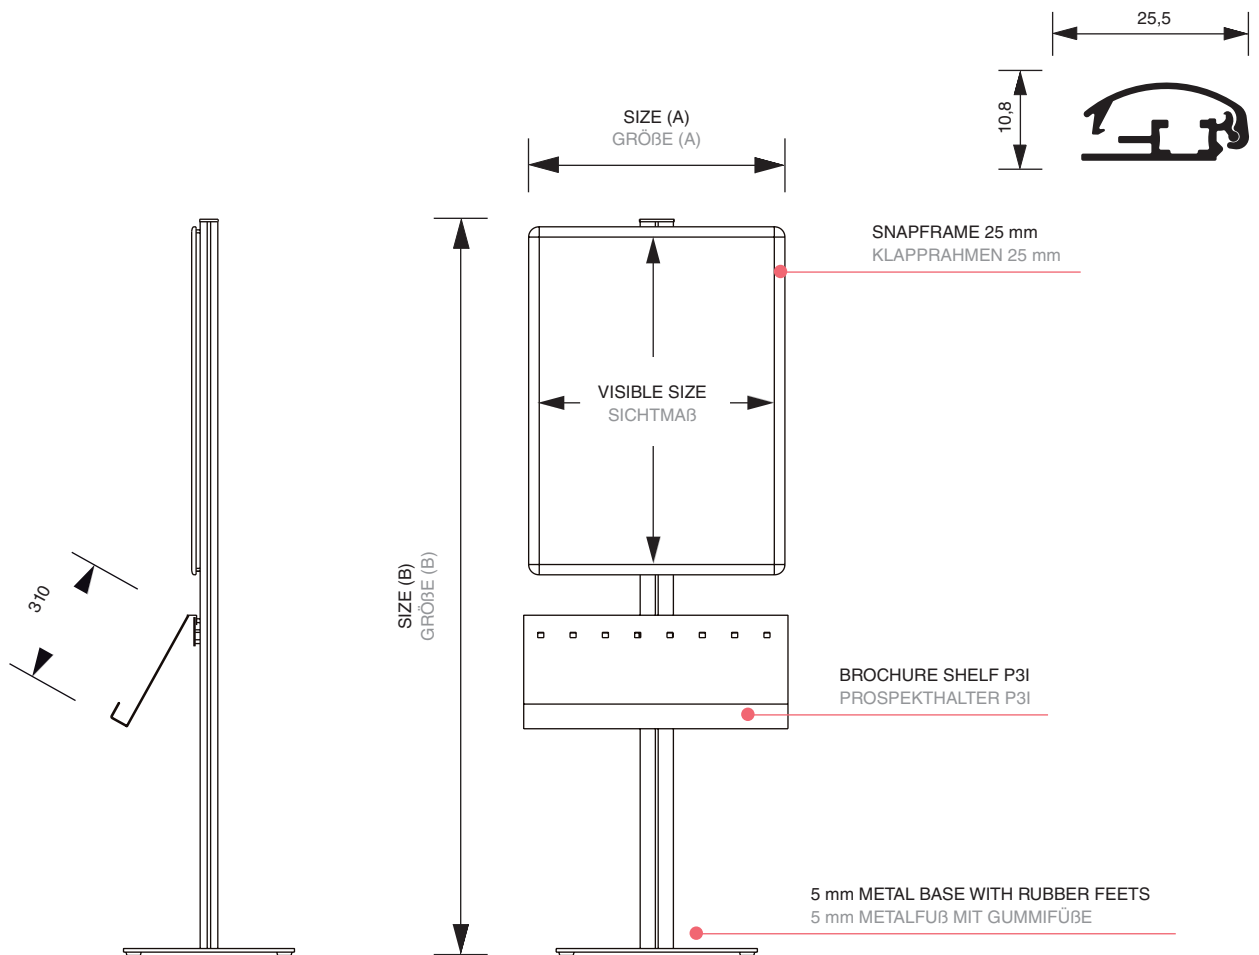 25,5
10,8
SIZE (A)
GRÖßE (A)
SNAPFRAME 25 mm
KLAPPRAHMEN 25 mm
VISIBLE SIZE
SICHTMAß
310
SIZE (B)
GRÖßE (B)
BROCHURE SHELF P3I
PROSPEKTHALTER P3I
5 mm METAL BASE WITH RUBBER FEETS
5 mm METALFUß MIT GUMMIFÜßE